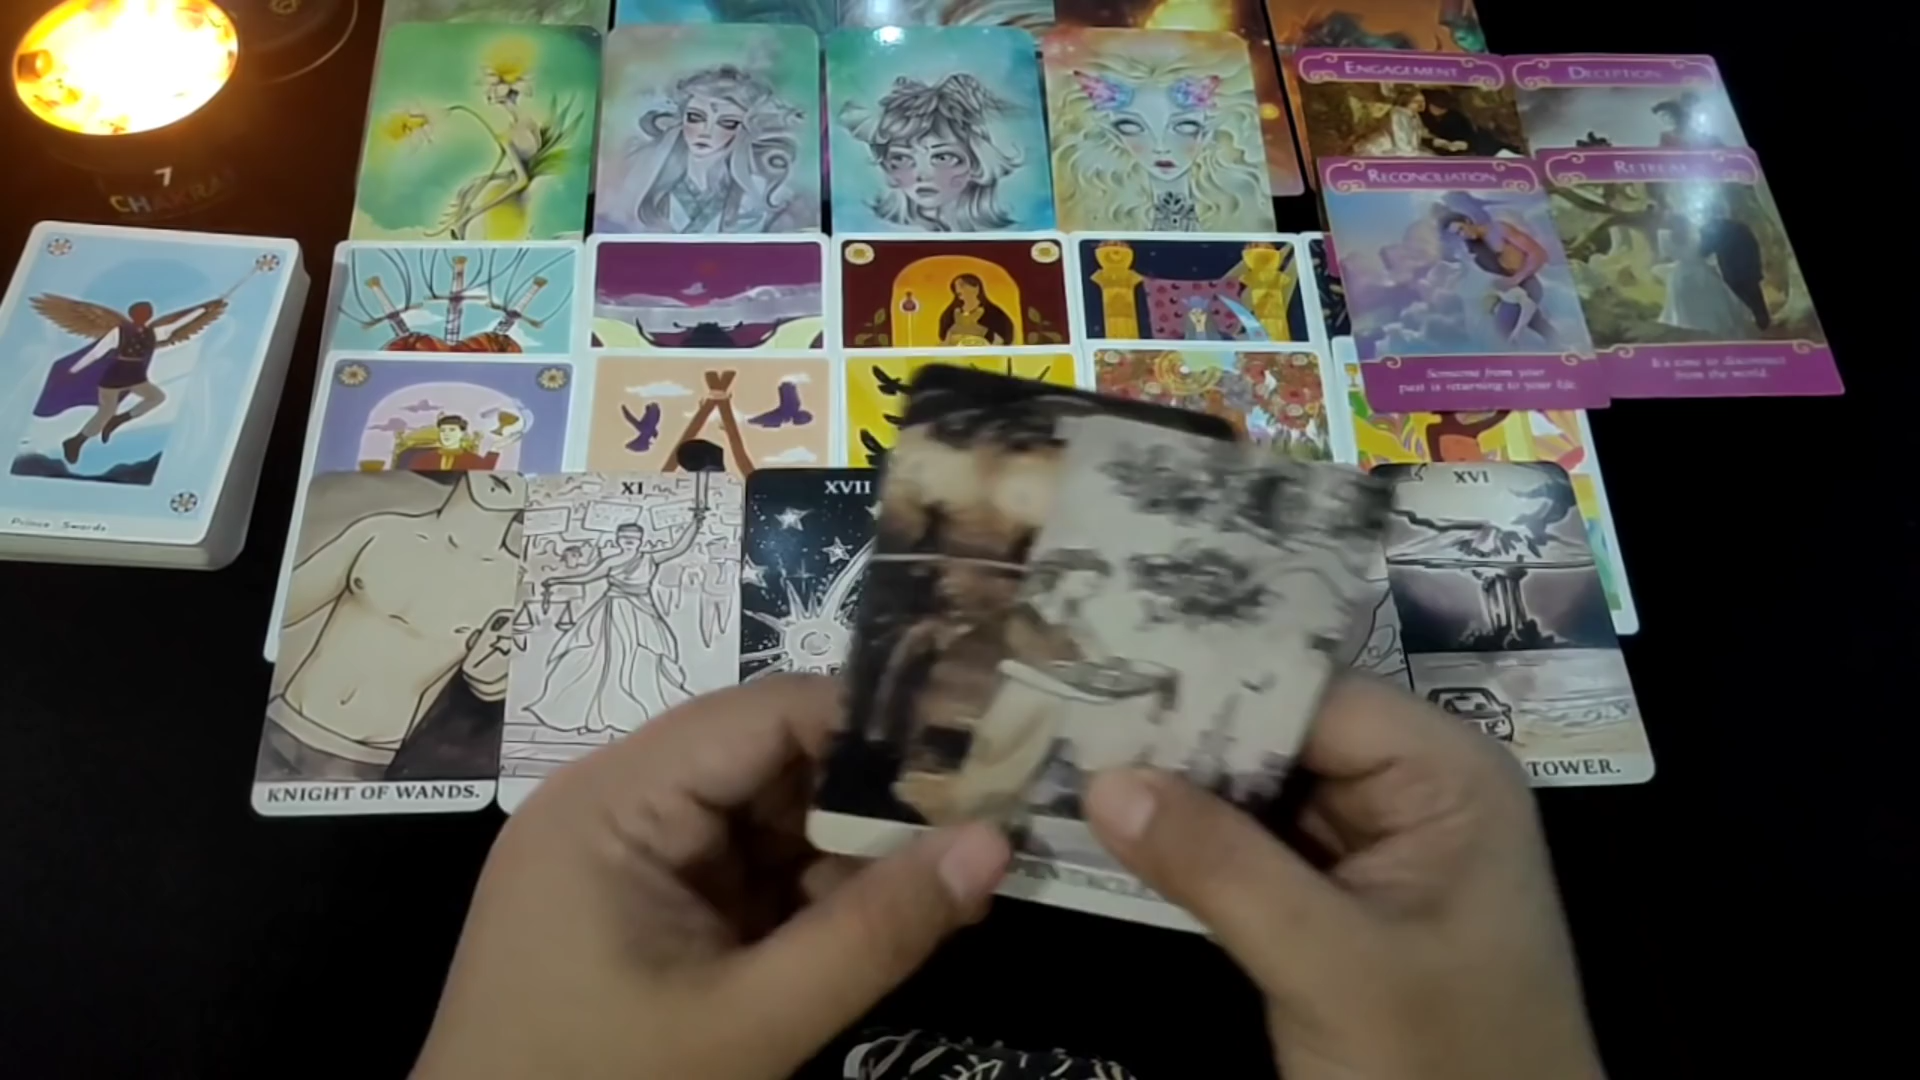 ENGAGEMENT
DECEPTION
7
CHAKRA
RECONCILIATION
RETREAT
Someone from your
past is returning to your life.
It's time to disconnect
from the world.
XI
XVII
XVI
Prince Swords
KNIGHT OF WANDS.
TOWER.